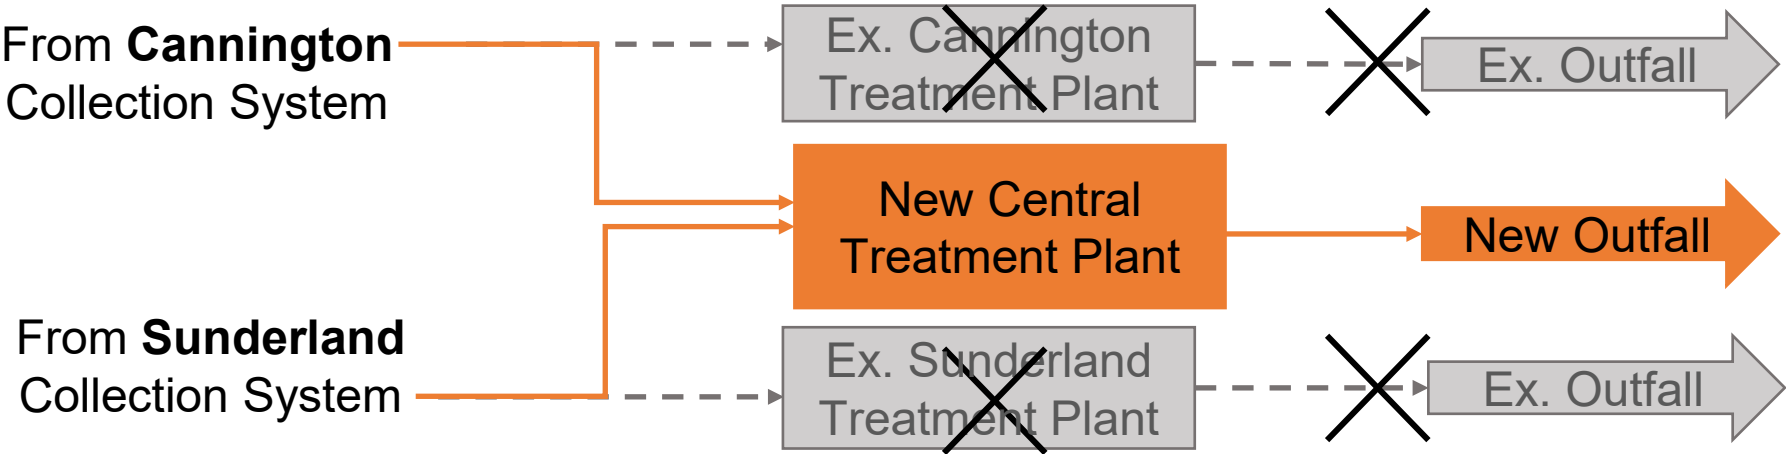 From Cannington
Collection System
Ex. Cannington
Treatment Plant
Ex. Outfall
New Central
Treatment Plant
New Outfall
From Sunderland
Collection System
Ex. Sunderland
Treatment Plant
Ex. Outfall